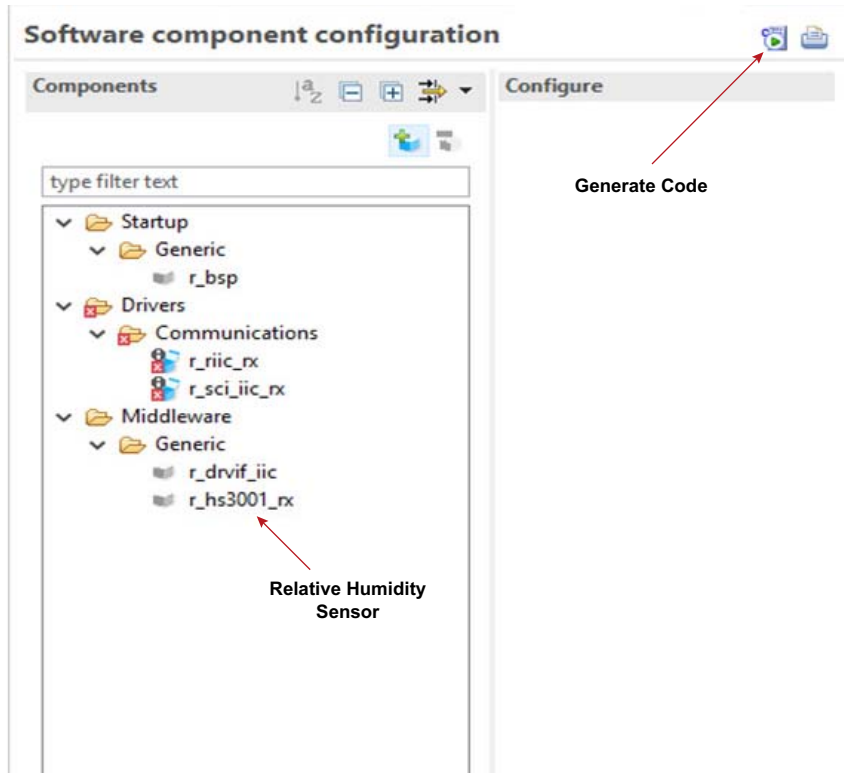 Software component configuration
Components
Configure
type filter text
Generate Code
Startup
Generic
r_bsp
Drivers
Communications
r_riic_rx
r_sci_iic_rx
Middleware
Generic
r_drvif_iic
r_hs3001_rx
Relative Humidity
Sensor